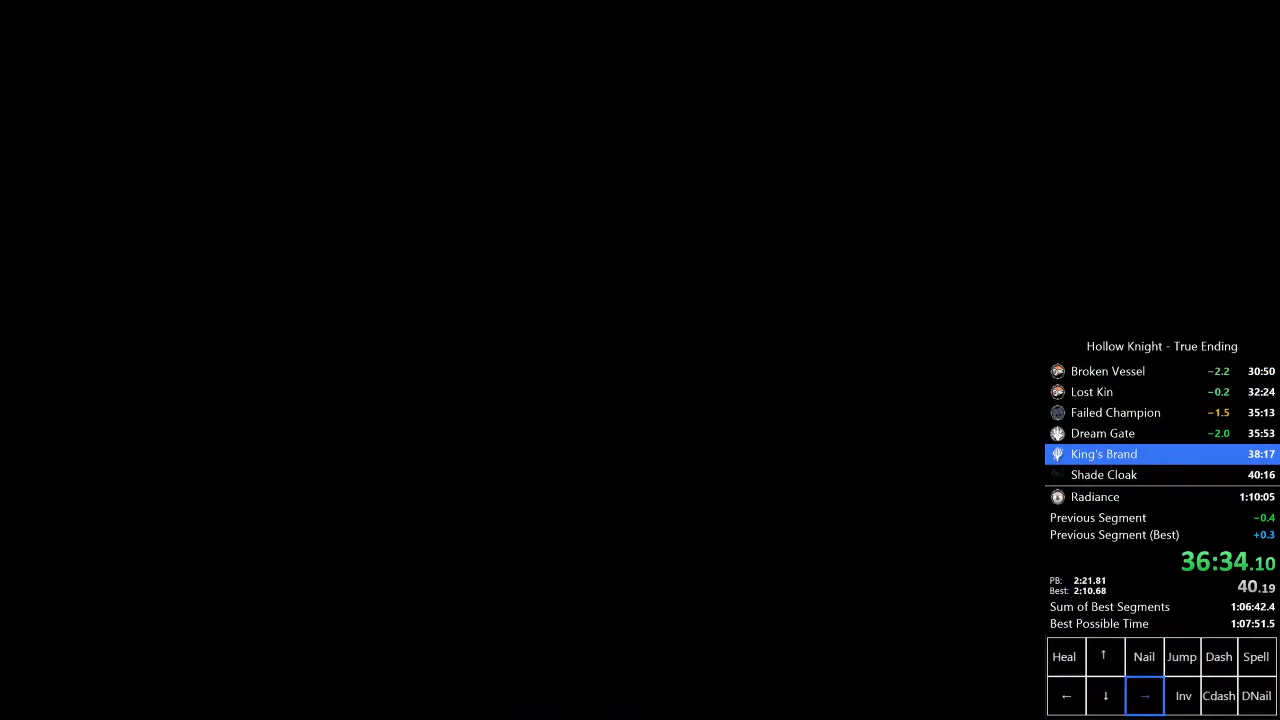 Hollow Knight - True Ending
Broken Vessel -2.2 30:50
Lost Kin -0.2 32:24
Failed Champion -1.5 35:13
Dream Gate -2.0 35:53
King's Brand 38:17
Shade Cloak 40:16
Radiance 1:10:05
Previous Segment -0.4
Previous Segment (Best) +0.3
36:34.10
PB: 2:21.81
Best: 2:10.68
40.19
Sum of Best Segments 1:06:42.4
Best Possible Time 1:07:51.5
Heal ↑ Nail Jump Dash Spell
← ↓ → Inv Cdash DNail